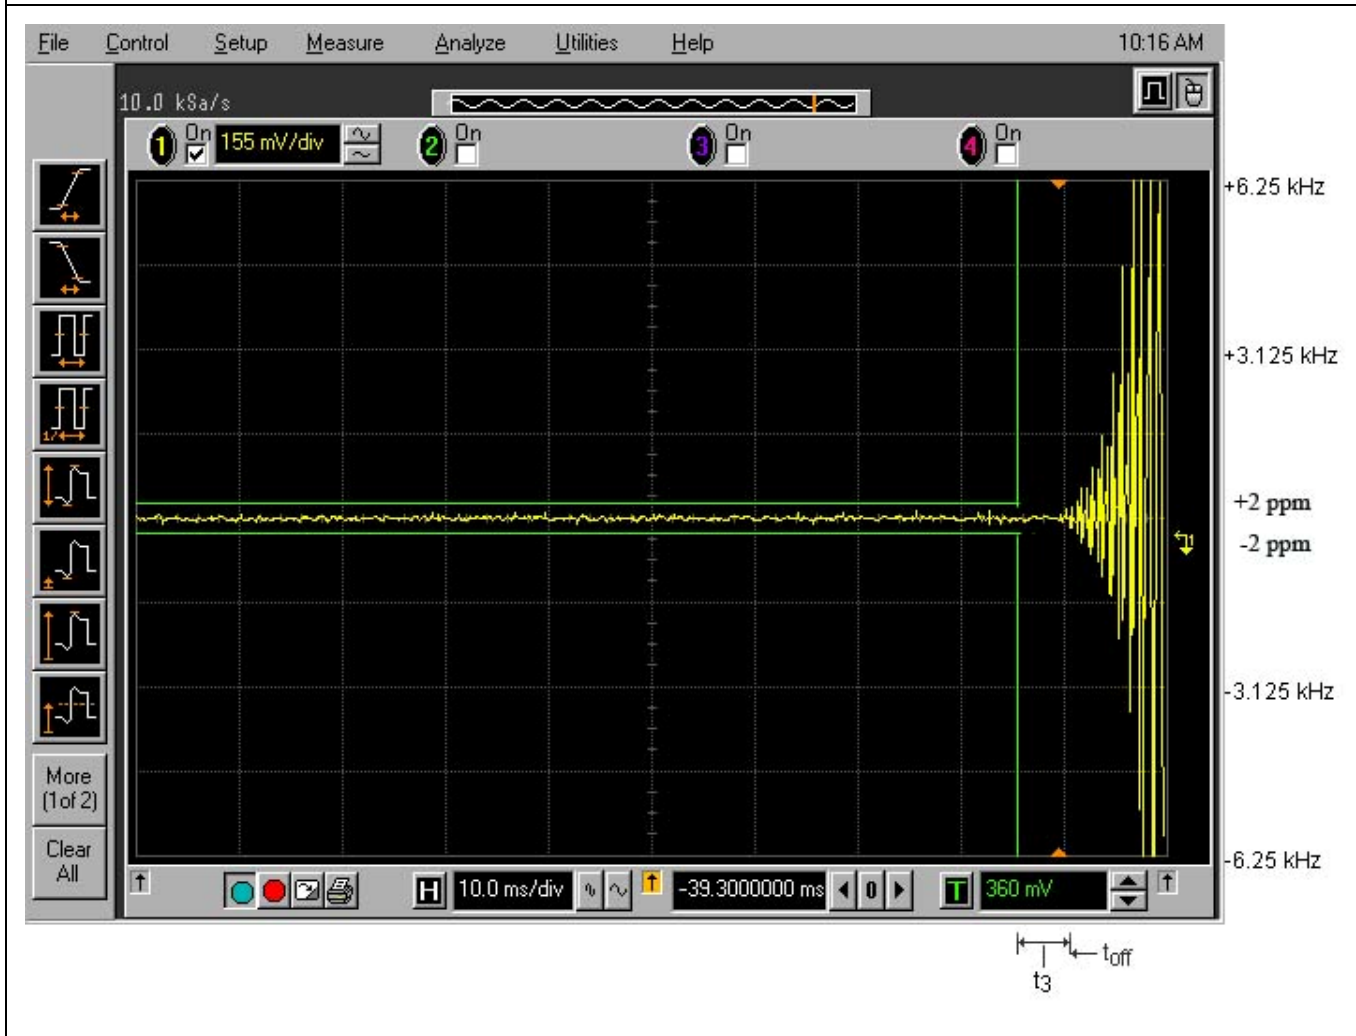 File Control Setup Measure Analyze Utilities Help 10:16 AM
10.0 kSa/s
1 On 155 mV/div 2 On 3 On 4 On
+6.25 kHz
+3.125 kHz
1/
+2 ppm
-2 ppm
1
-3.125 kHz
More
(1of 2)
Clear
All
-6.25 kHz
H 10.0 ms/div -39.3000000 ms 0 T 360 mV
toff
t3